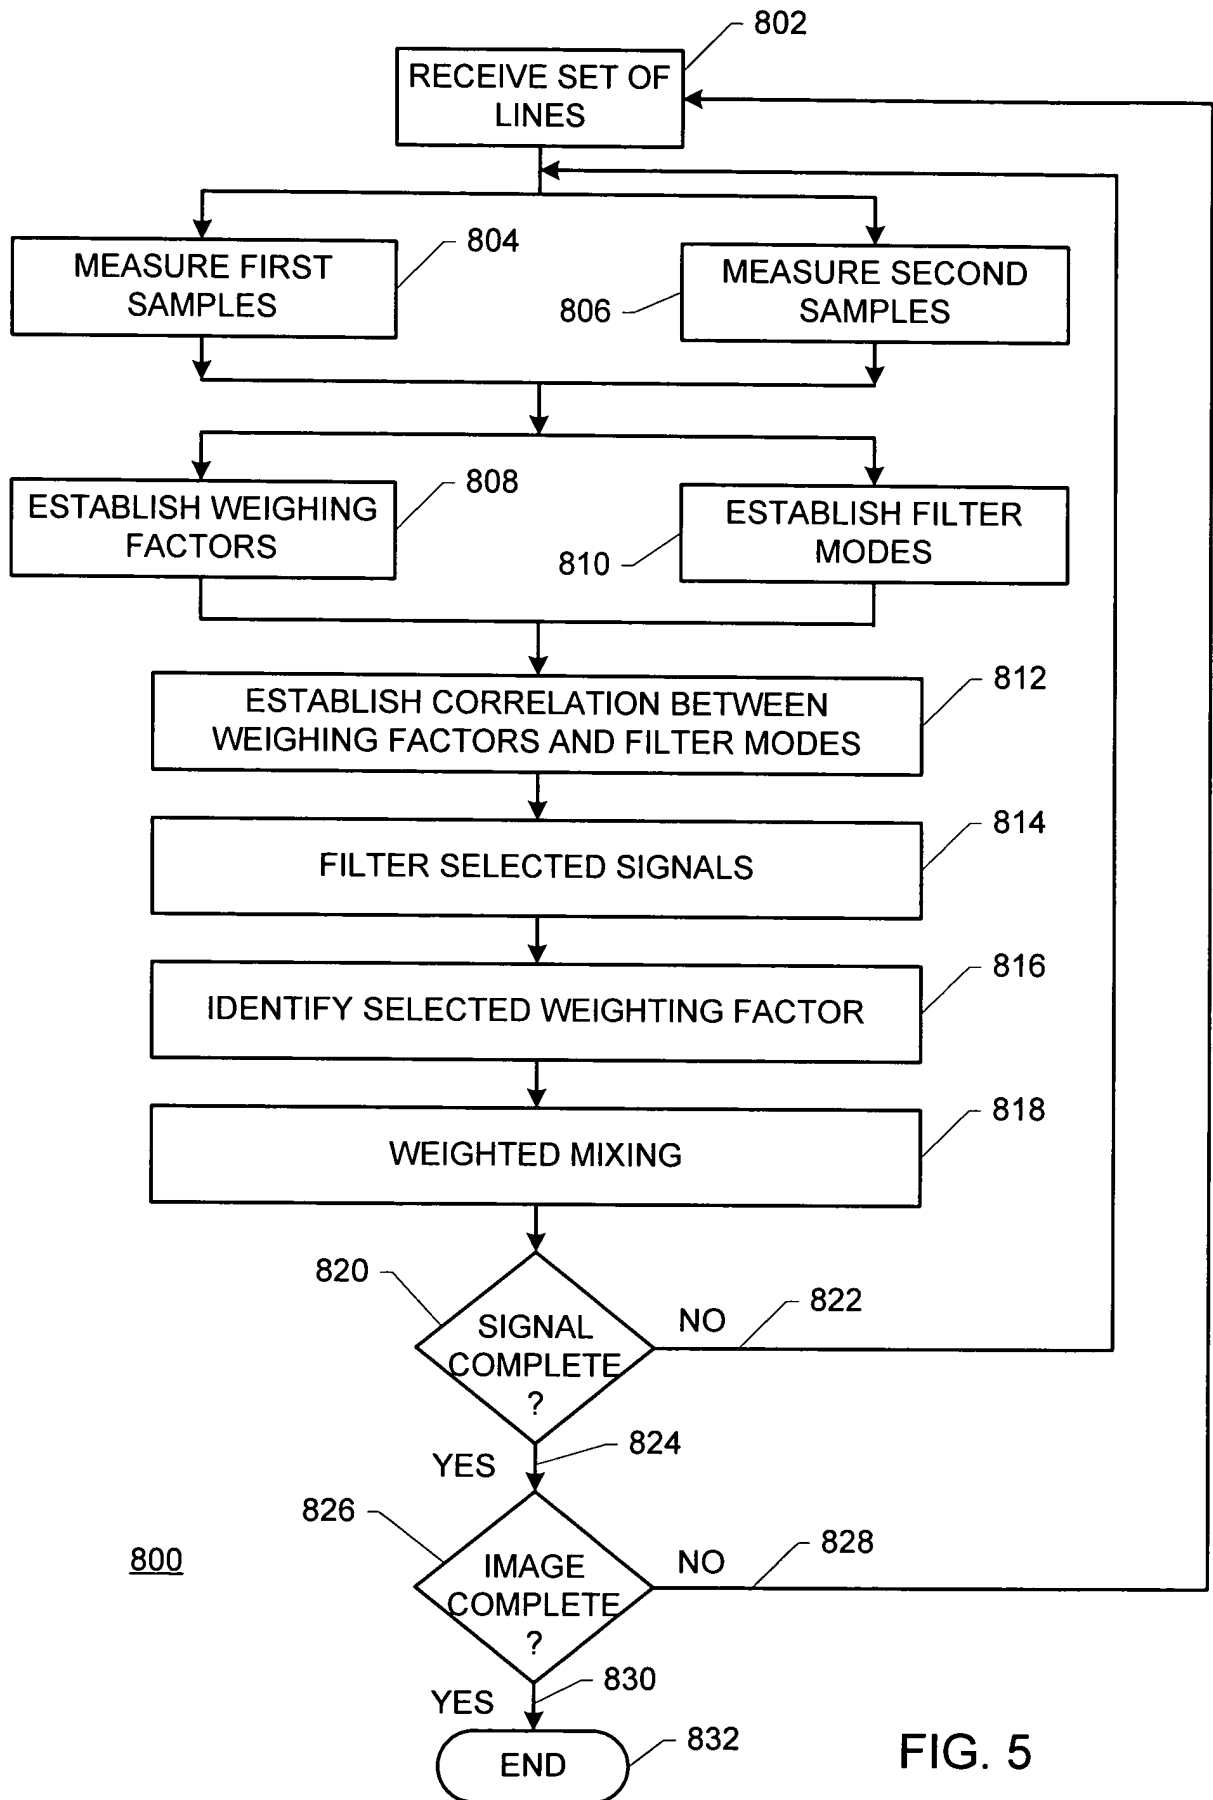 802
RECEIVE SET OF
LINES
804
MEASURE FIRST
SAMPLES
MEASURE SECOND
SAMPLES
806
808
ESTABLISH WEIGHING
FACTORS
ESTABLISH FILTER
MODES
810
812
ESTABLISH CORRELATION BETWEEN
WEIGHING FACTORS AND FILTER MODES
814
FILTER SELECTED SIGNALS
816
IDENTIFY SELECTED WEIGHTING FACTOR
818
WEIGHTED MIXING
820
SIGNAL
COMPLETE
?
NO
822
YES
824
826
IMAGE
COMPLETE
?
NO
828
800
YES
830
END
832
FIG. 5